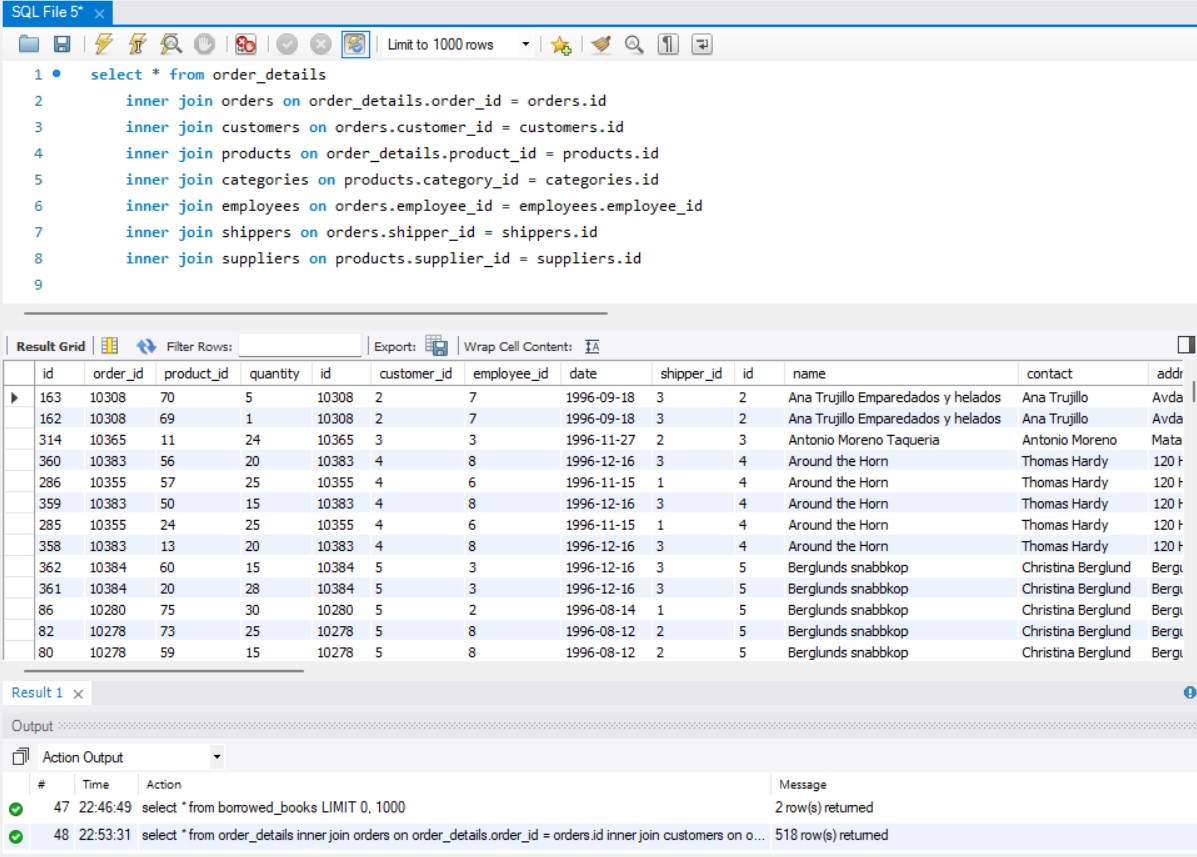 SQL File 5* ×
Limit to 1000 rows
1 select * from order_details
2 inner join orders on order_details.order_id = orders.id
3 inner join customers on orders.customer_id = customers.id
4 inner join products on order_details.product_id = products.id
5 inner join categories on products.category_id = categories.id
6 inner join employees on orders.employee_id = employees.employee_id
7 inner join shippers on orders.shipper_id = shippers.id
8 inner join suppliers on products.supplier_id = suppliers.id
9
Result Grid Filter Rows: Export: Wrap Cell Content:
id order_id product_id quantity id customer_id employee_id date shipper_id id name contact addr
163 10308 70 5 10308 2 7 1996-09-18 3 2 Ana Trujillo Emparedados y helados Ana Trujillo Avda
162 10308 69 1 10308 2 7 1996-09-18 3 2 Ana Trujillo Emparedados y helados Ana Trujillo Avda
314 10365 11 24 10365 3 3 1996-11-27 2 3 Antonio Moreno Taqueria Antonio Moreno Mata
360 10383 56 20 10383 4 8 1996-12-16 3 4 Around the Horn Thomas Hardy 120 H
286 10355 57 25 10355 4 6 1996-11-15 1 4 Around the Horn Thomas Hardy 120 H
359 10383 50 15 10383 4 8 1996-12-16 3 4 Around the Horn Thomas Hardy 120 H
285 10355 24 25 10355 4 6 1996-11-15 1 4 Around the Horn Thomas Hardy 120 H
358 10383 13 20 10383 4 8 1996-12-16 3 4 Around the Horn Thomas Hardy 120 H
362 10384 60 15 10384 5 3 1996-12-16 3 5 Berglunds snabbkop Christina Berglund Bergu
361 10384 20 28 10384 5 3 1996-12-16 3 5 Berglunds snabbkop Christina Berglund Bergu
86 10280 75 30 10280 5 2 1996-08-14 1 5 Berglunds snabbkop Christina Berglund Bergu
82 10278 73 25 10278 5 8 1996-08-12 2 5 Berglunds snabbkop Christina Berglund Bergu
80 10278 59 15 10278 5 8 1996-08-12 2 5 Berglunds snabbkop Christina Berglund Bergu
Result 1 ×
Output
Action Output
# Time Action Message
47 22:46:49 select * from borrowed_books LIMIT 0, 1000 2 row(s) returned
48 22:53:31 select * from order_details inner join orders on order_details.order_id = orders.id inner join customers on o... 518 row(s) returned